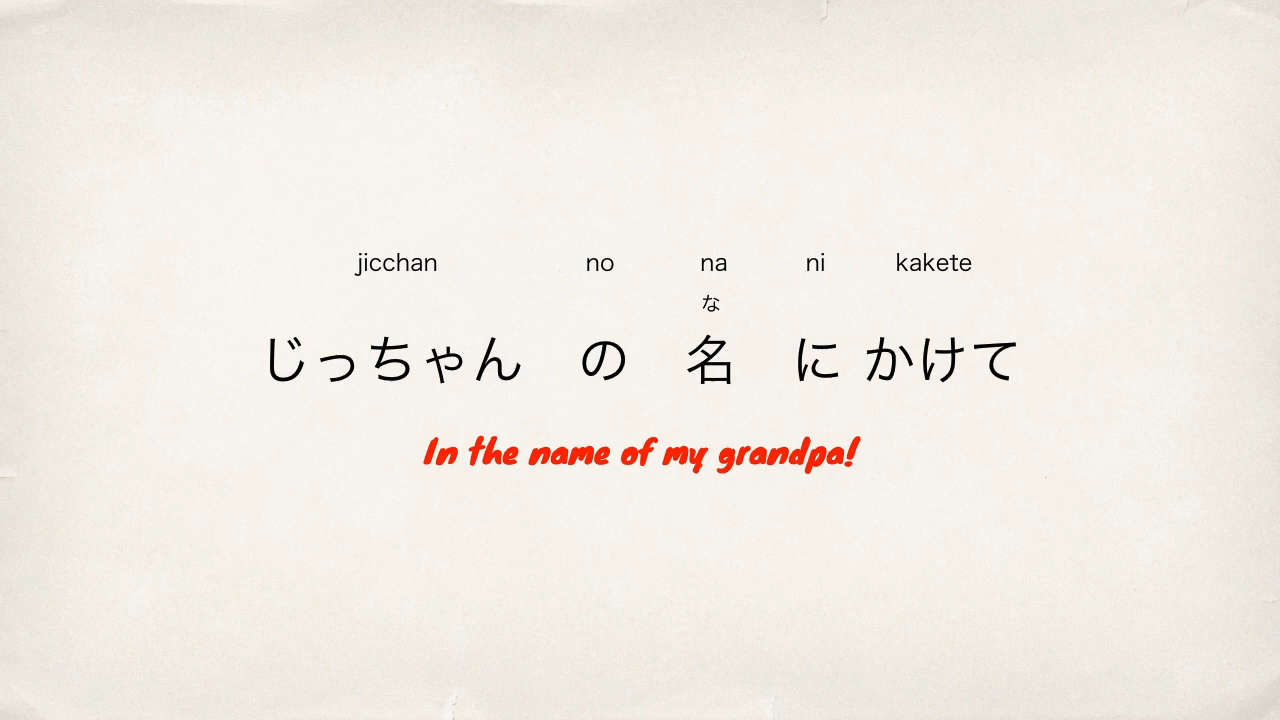 jicchan no na ni kakete
な
じっちゃん の 名 に かけて
In the name of my grandpa!